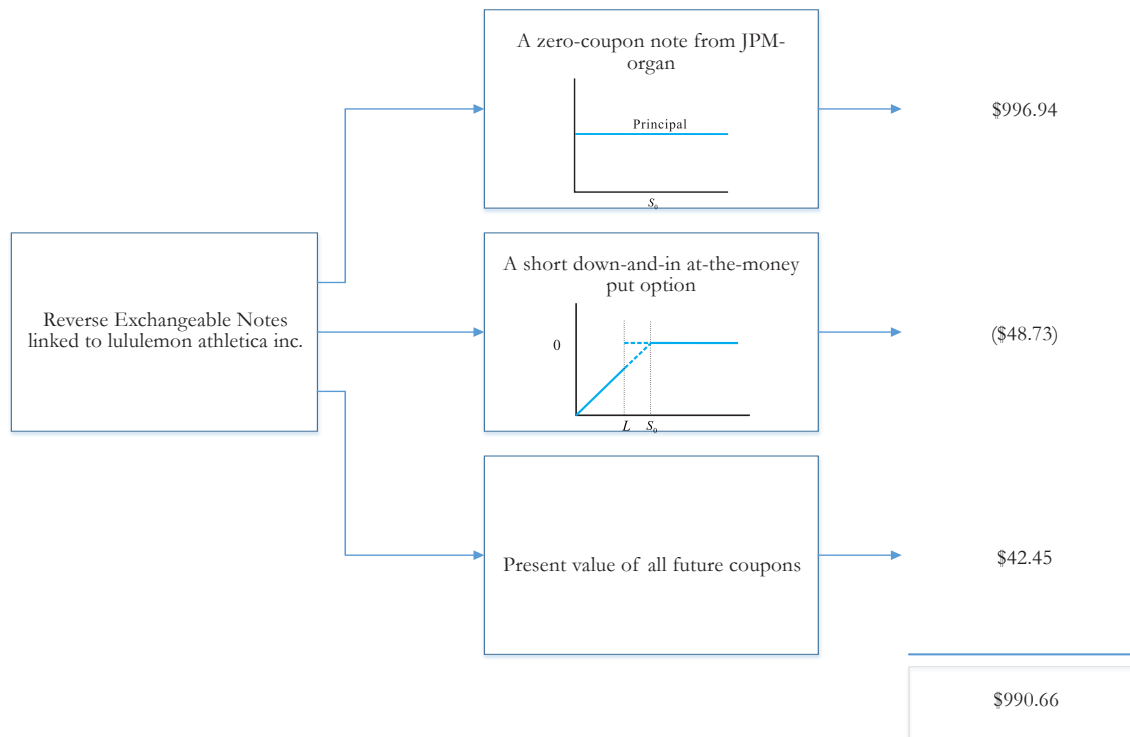 A zero-coupon note from JPM-
organ
Principal
S₀
$996.94
Reverse Exchangeable Notes
linked to lululemon athletica inc.
A short down-and-in at-the-money
put option
0
L S₀
($48.73)
Present value of all future coupons
$42.45
$990.66